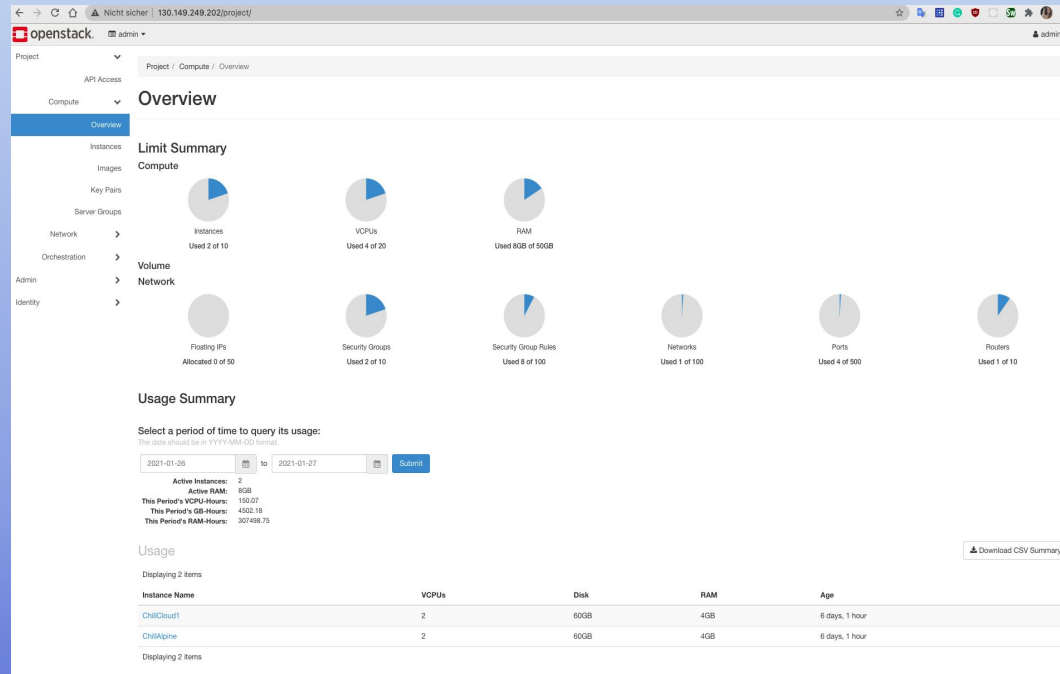 Nicht sicher | 130.149.249.202/project/
openstack. admin
admin
Project
API Access
Compute
Overview
Instances
Images
Key Pairs
Server Groups
Network
Orchestration
Admin
Identity
Project / Compute / Overview
Overview
Limit Summary
Compute
Instances VCPUs RAM
Used 2 of 10 Used 4 of 20 Used 8GB of 50GB
Volume
Network
Floating IPs Security Groups Security Group Rules Networks Ports Routers
Allocated 0 of 50 Used 2 of 10 Used 8 of 100 Used 1 of 100 Used 4 of 500 Used 1 of 10
Usage Summary
Select a period of time to query its usage:
The date should be in YYYY-MM-DD format.
2021-01-26 to 2021-01-27 Submit
Active Instances: 2
Active RAM: 8GB
This Period's VCPU-Hours: 150.07
This Period's GB-Hours: 4502.18
This Period's RAM-Hours: 307498.75
Usage
Download CSV Summary
Displaying 2 items
Instance Name VCPUs Disk RAM Age
ChillCloud1 2 60GB 4GB 6 days, 1 hour
ChillAlpine 2 60GB 4GB 6 days, 1 hour
Displaying 2 items